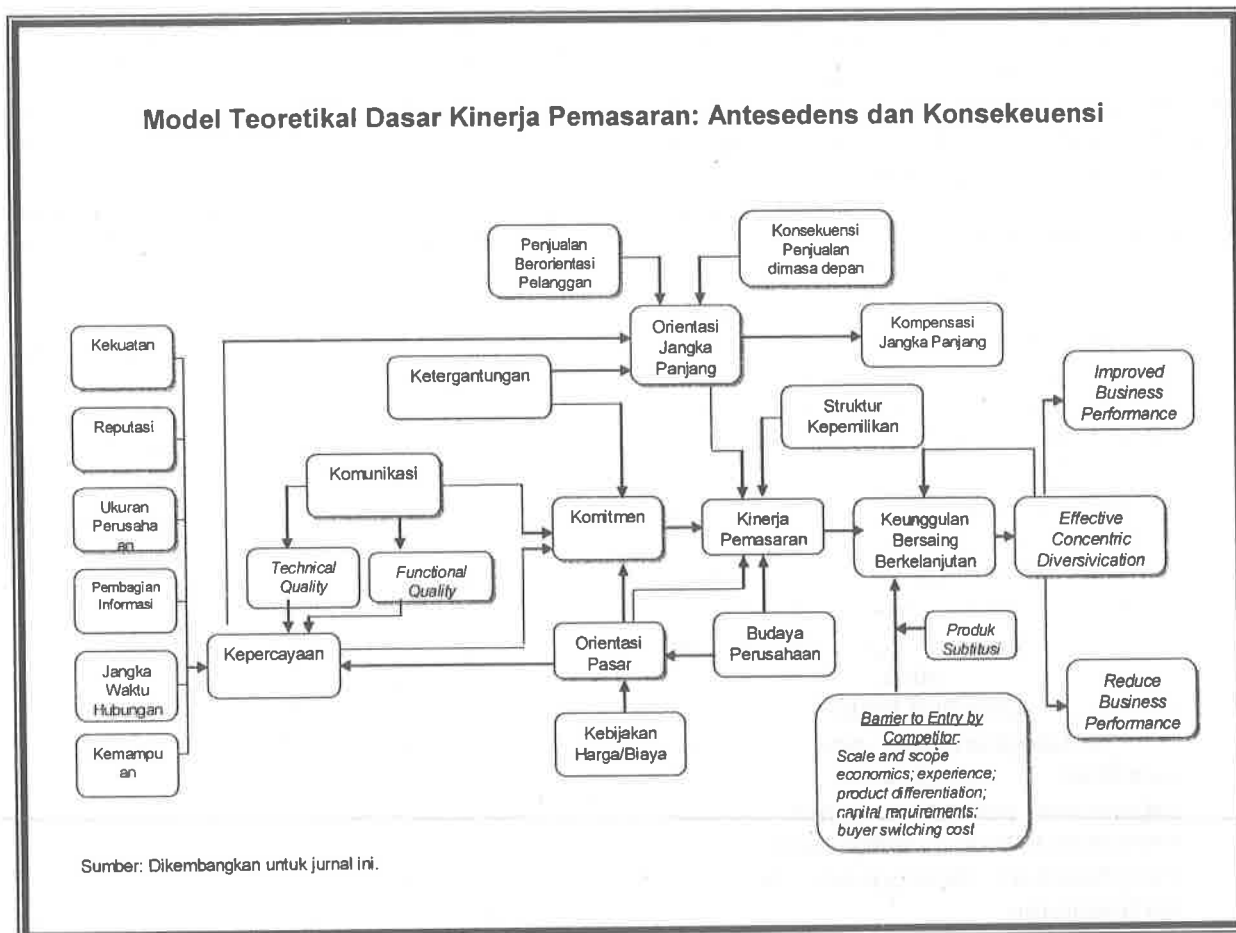 Model Teoretikal Dasar Kinerja Pemasaran: Antesedens dan Konsekeuensi
Penjualan
Berorientasi
Pelanggan
Konsekuensi
Penjualan
dimasa depan
Orientasi
Jangka
Panjang
Kompensasi
Jangka Panjang
Kekuatan
Reputasi
Ukuran
Perusaha
an
Pembagian
Informasi
Jangka
Waktu
Hubungan
Kemampu
an
Ketergantungan
Komunikasi
Technical
Quality
Functional
Quality
Kepercayaan
Komitmen
Orientasi
Pasar
Kebijakan
Harga/Biaya
Struktur
Kepemilikan
Kinerja
Pemasaran
Budaya
Perusahaan
Keunggulan
Bersaing
Berkelanjutan
Produk
Subtitusi
Barrier to Entry by
Competitor:
Scale and scope
economics; experience;
product differentiation;
capital requirements;
buyer switching cost
Improved
Business
Performance
Effective
Concentric
Diversivication
Reduce
Business
Performance
Sumber: Dikembangkan untuk jurnal ini.